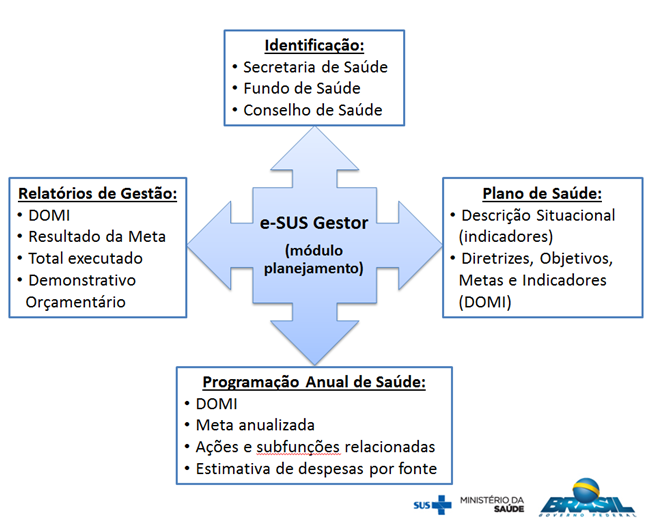 Identificação:
• Secretaria de Saúde
• Fundo de Saúde
• Conselho de Saúde
Relatórios de Gestão:
• DOMI
• Resultado da Meta
• Total executado
• Demonstrativo
Orçamentário
e-SUS Gestor
(módulo
planejamento)
Plano de Saúde:
• Descrição Situacional
(indicadores)
• Diretrizes, Objetivos,
Metas e Indicadores
(DOMI)
Programação Anual de Saúde:
• DOMI
• Meta anualizada
• Ações e subfunções relacionadas
• Estimativa de despesas por fonte
SUS
MINISTÉRIO DA
SAÚDE
BRASIL
GOVERNO FEDERAL